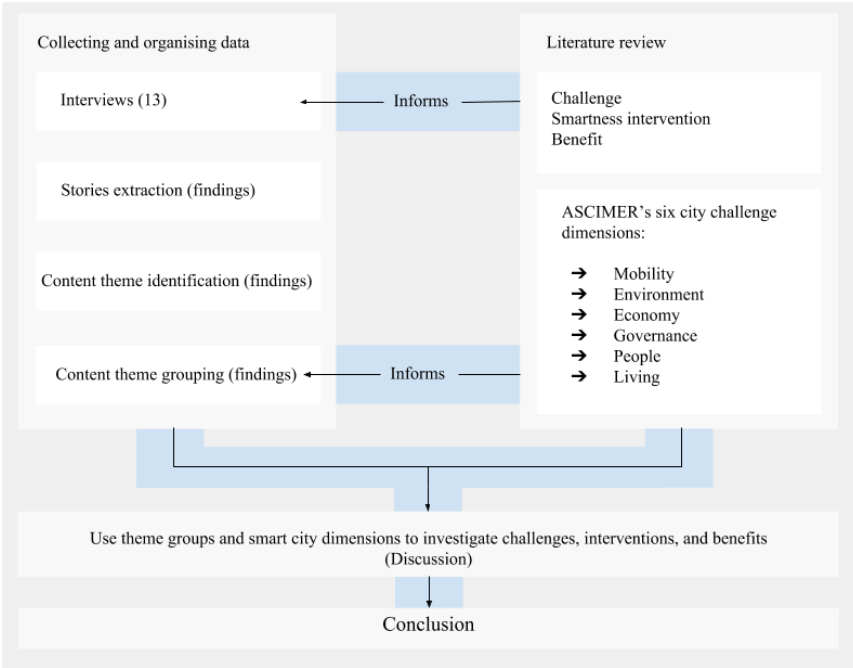 Collecting and organising data
Interviews (13)
Stories extraction (findings)
Content theme identification (findings)
Content theme grouping (findings)
Informs
Informs
Literature review
Challenge
Smartness intervention
Benefit
ASCIMER's six city challenge
dimensions:
➔ Mobility
➔ Environment
➔ Economy
➔ Governance
➔ People
➔ Living
Use theme groups and smart city dimensions to investigate challenges, interventions, and benefits
(Discussion)
Conclusion